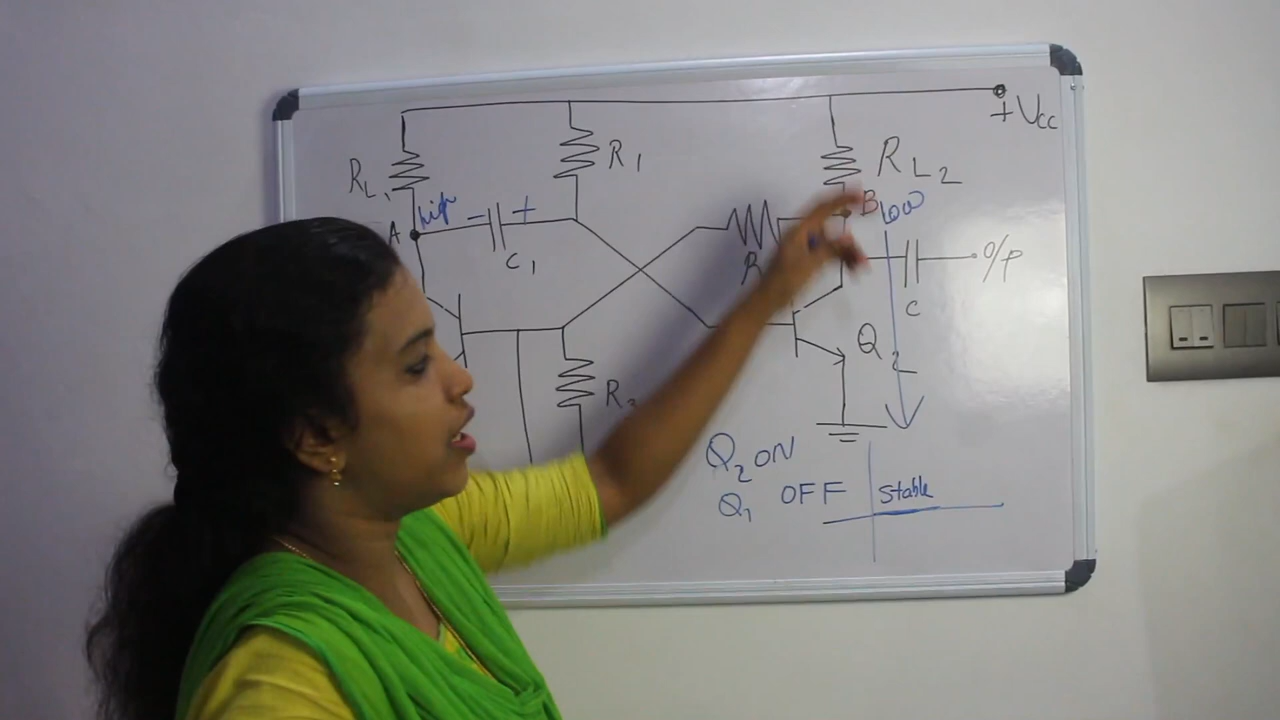 +Vcc
RL1
R1
RL2
A
high
-
+
B
low
C1
R
C
O/P
Q2
R2
Q2 ON
Q1 OFF
stable